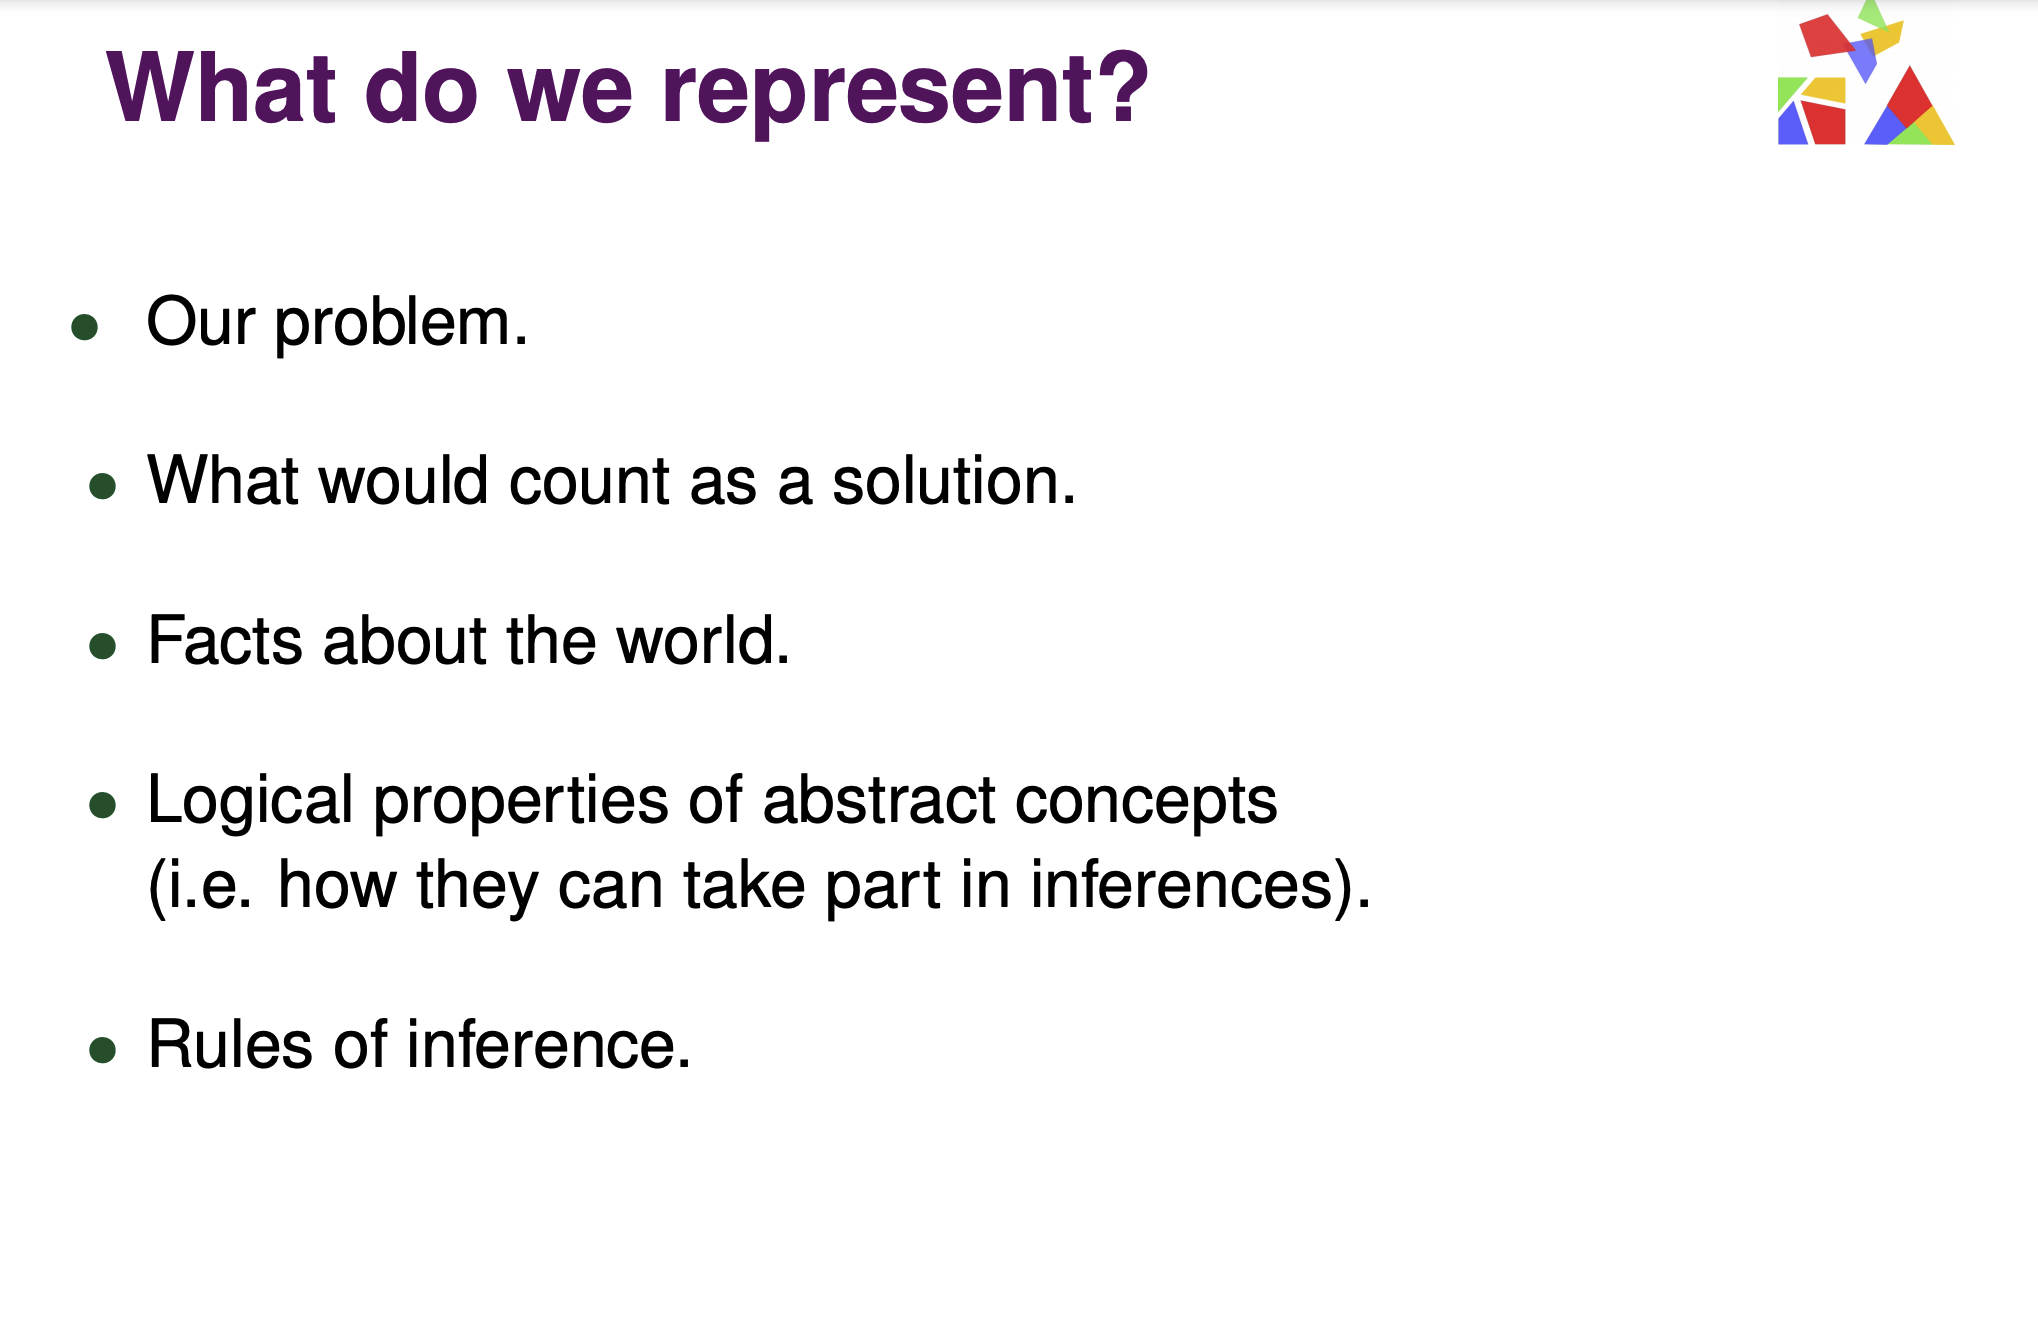 What do we represent?
• Our problem.
• What would count as a solution.
• Facts about the world.
• Logical properties of abstract concepts
(i.e. how they can take part in inferences).
• Rules of inference.